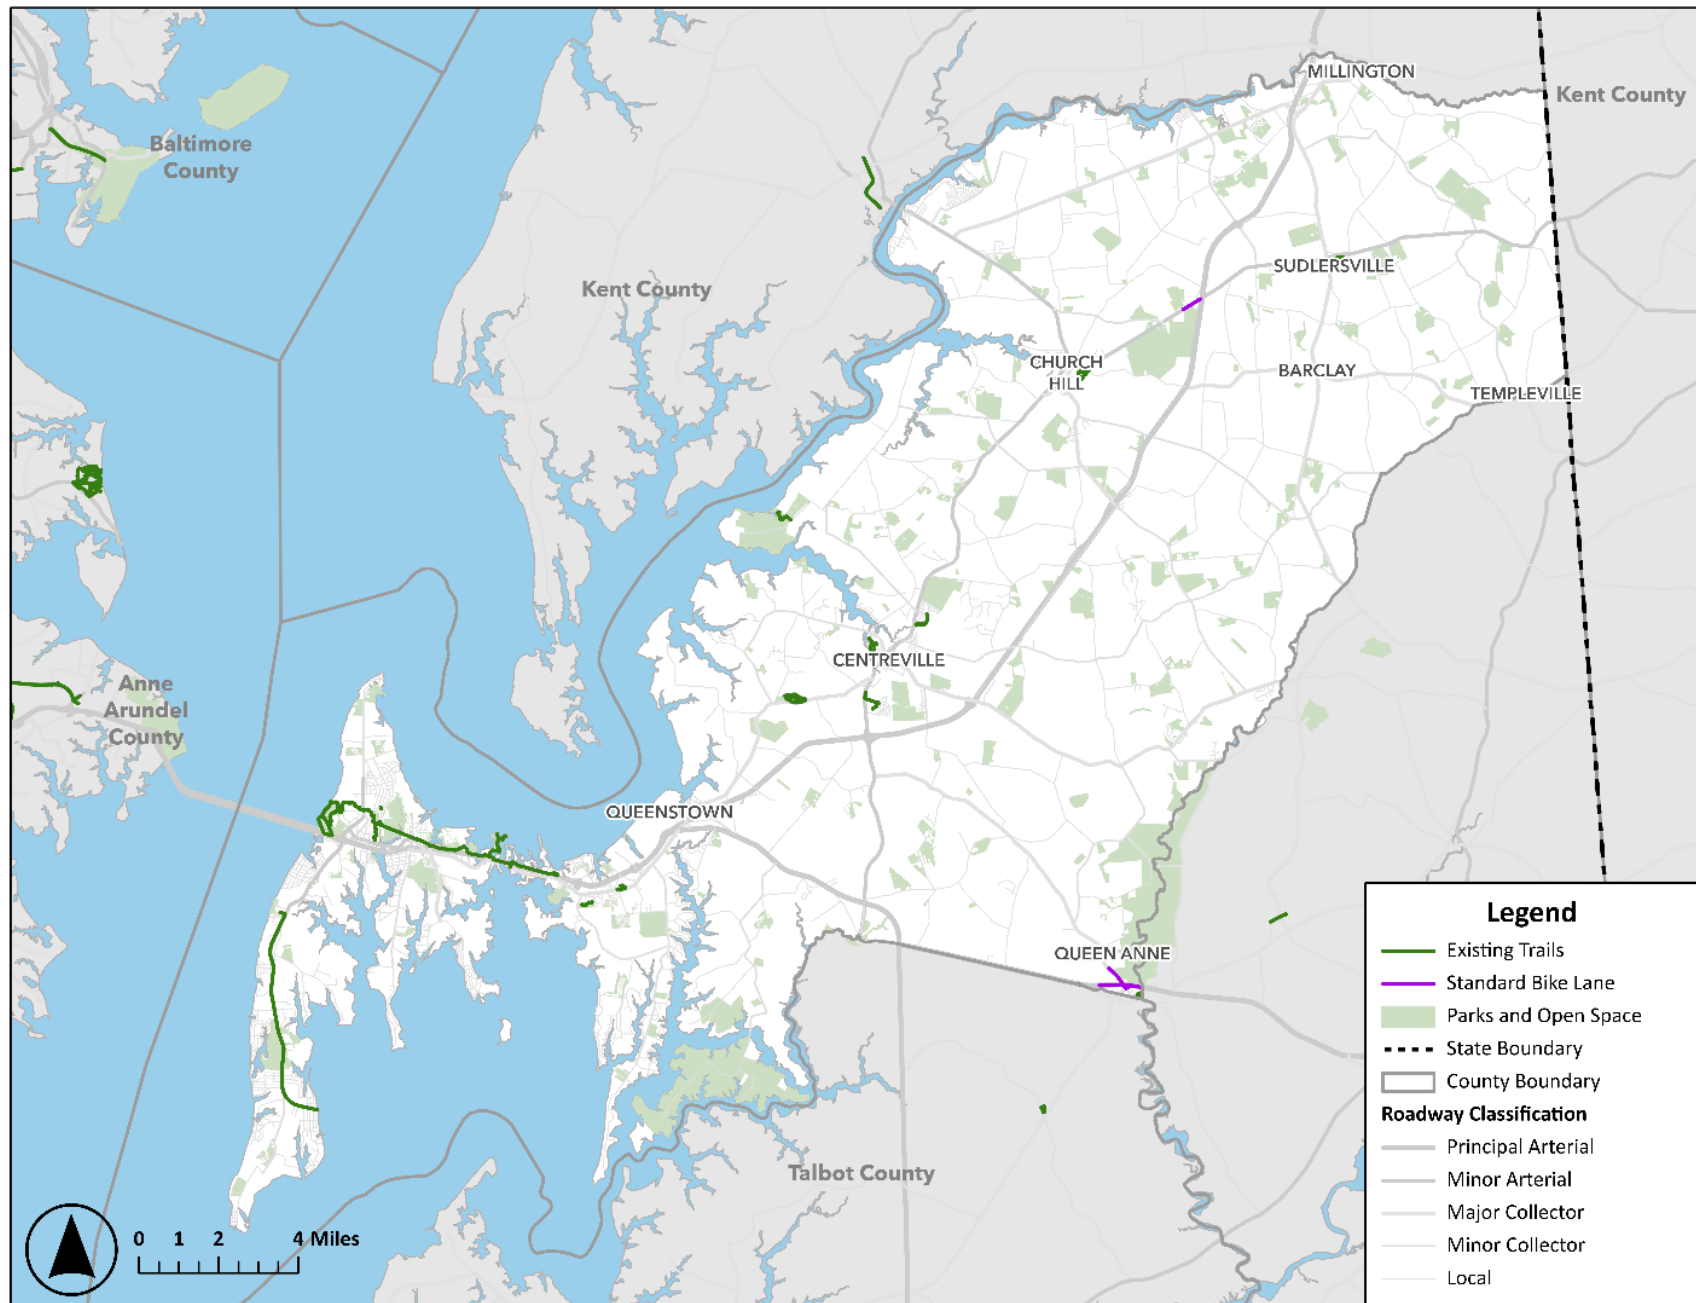 MILLINGTON
Kent County
Baltimore
County
SUDLERSVILLE
Kent County
CHURCH
HILL
BARCLAY
TEMPLEVILLE
CENTREVILLE
Anne
Arundel
County
QUEENSTOWN
QUEEN ANNE
Talbot County
0 1 2 4 Miles
Legend
Existing Trails
Standard Bike Lane
Parks and Open Space
State Boundary
County Boundary
Roadway Classification
Principal Arterial
Minor Arterial
Major Collector
Minor Collector
Local